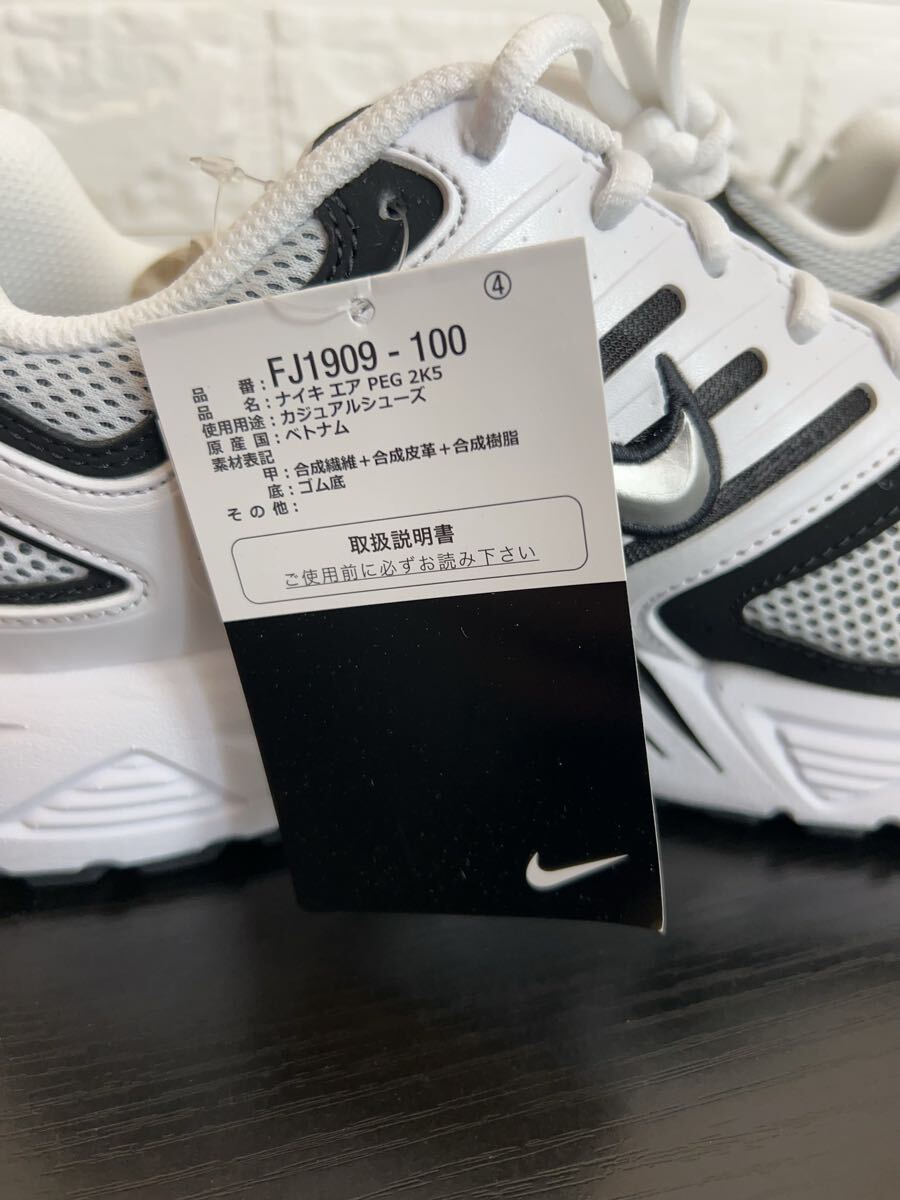 ④
品番：FJ1909 - 100
品名：ナイキ エア PEG 2K5
使用用途：カジュアルシューズ
原産国：ベトナム
素材表記
甲：合成繊維＋合成皮革＋合成樹脂
底：ゴム底
その他：
取扱説明書
ご使用前に必ずお読み下さい